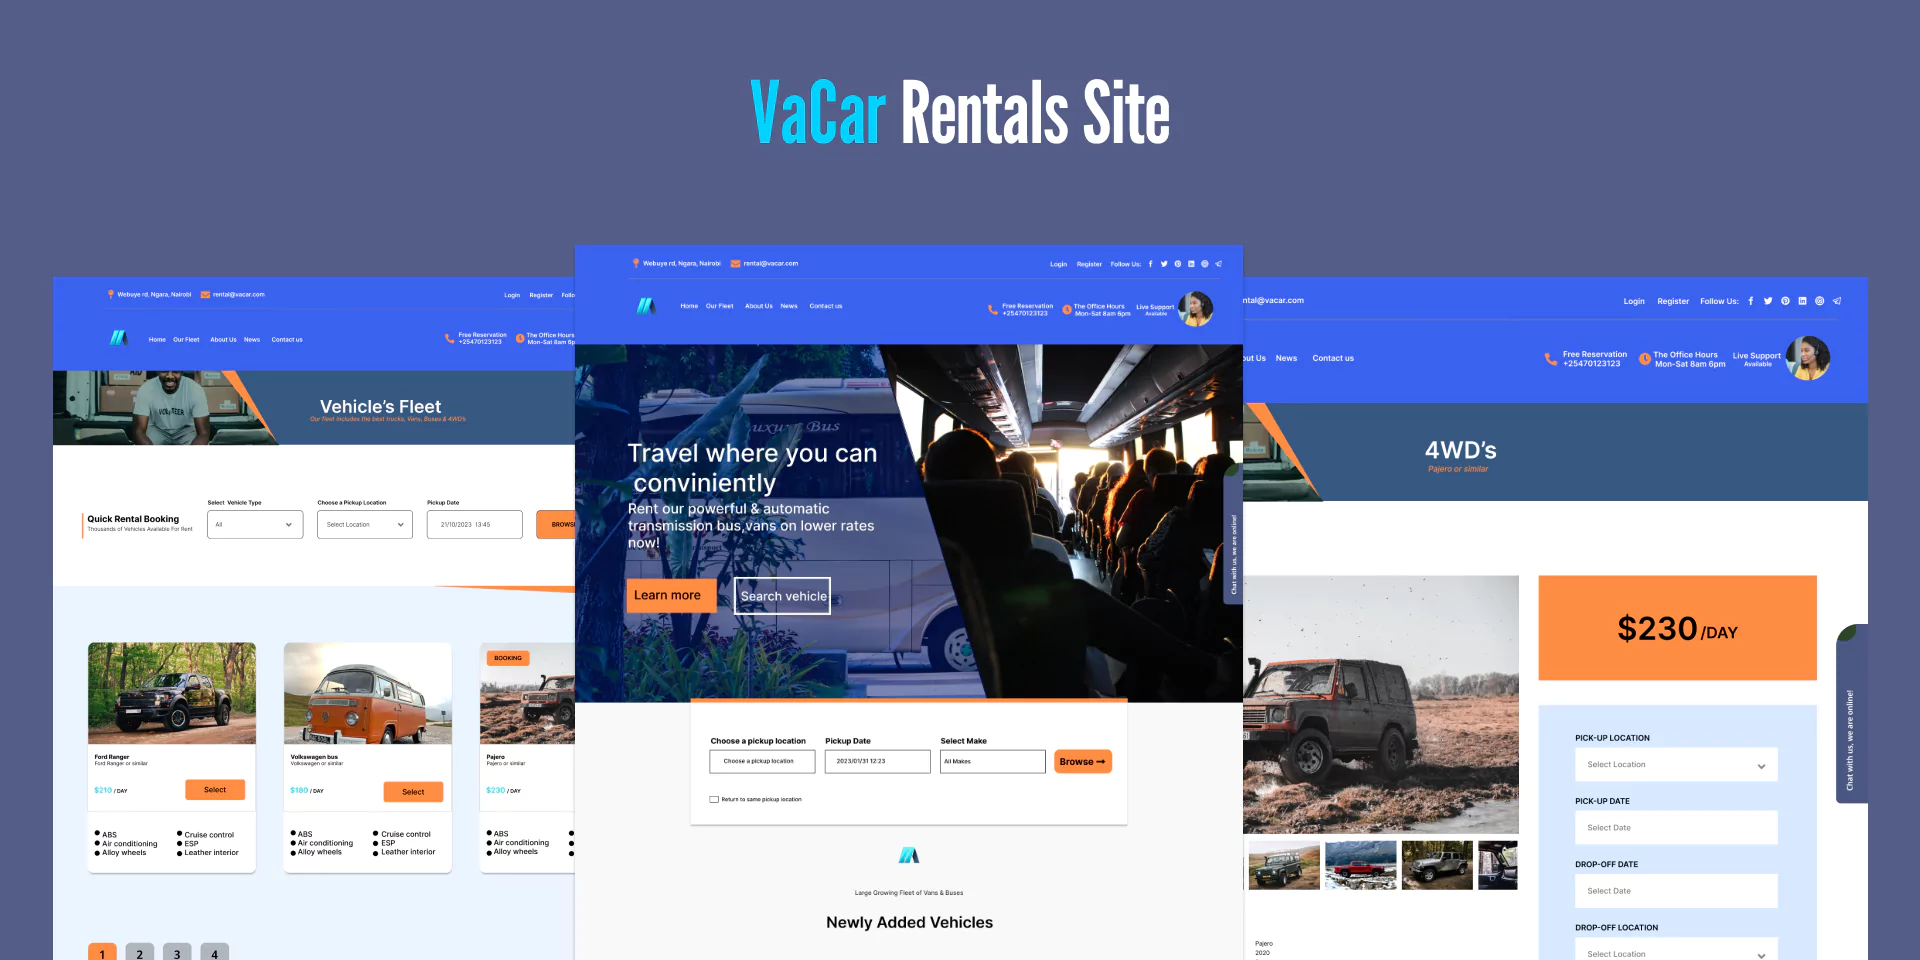 VaCar Rentals Site
Webuye rd, Ngara, Nairobi
rental@vacar.com
Login
Register
Home
Our Fleet
About Us
News
Contact us
Free Reservation
+25470123123
The Office Hours
Mon-Sat 8am
Vehicle's Fleet
Our fleet includes the best trucks, Vans, Buses & 4WD's
VOLUNTEER
Quick Rental Booking
Thousands of Vehicles Available For Rent
Select Vehicle Type
All
Choose a Pickup Location
Select Location
Pickup Date
21/10/2023 13:45
Ford Ranger
Ford Ranger or similar
$210 / DAY
Select
ABS
Air conditioning
Alloy wheels
Cruise control
ESP
Leather interior
Volkswagen bus
Volkswagen or similar
$180 / DAY
Select
ABS
Air conditioning
Alloy wheels
Cruise control
ESP
Leather interior
BOOKING
Pajero
Pajero or similar
$230 / DAY
ABS
Air conditioning
Alloy wheels
1 2 3 4
Webuye rd, Ngara, Nairobi
rental@vacar.com
Login
Register
Follow Us:
Home
Our Fleet
About Us
News
Contact us
Free Reservation
+25470123123
The Office Hours
Mon-Sat 8am 6pm
Live Support
Available
Luxury Bus
Travel where you can
conviniently
Rent our powerful & automatic
transmission bus,vans on lower rates
now!
Learn more
Search vehicle
Chat with us, we are online!
Choose a pickup location
Choose a pickup location
Pickup Date
2023/01/31 12:23
Select Make
All Makes
Browse
Return to same pickup location
Large Growing Fleet of Vans & Buses
Newly Added Vehicles
ntal@vacar.com
Login
Register
Follow Us:
out Us
News
Contact us
Free Reservation
+25470123123
The Office Hours
Mon-Sat 8am 6pm
Live Support
Available
4WD's
Pajero or similar
$230 /DAY
PICK-UP LOCATION
Select Location
PICK-UP DATE
Select Date
DROP-OFF DATE
Select Date
DROP-OFF LOCATION
Select Location
Chat with us, we are online!
Pajero
2020